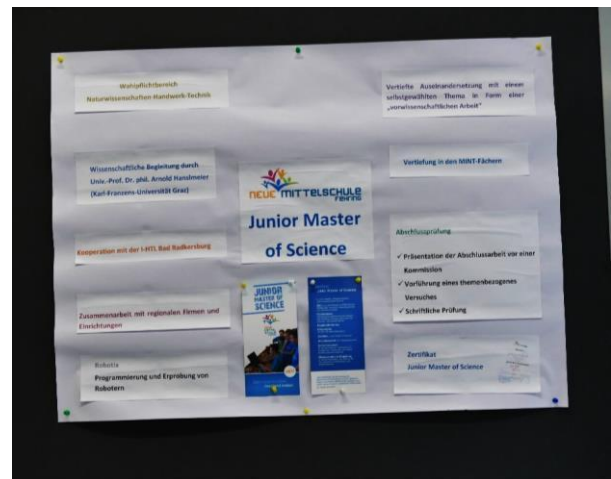 Wahlpflichtbereich
Naturwissenschaften Handwerk-Technik
Wissenschaftliche Begleitung durch
Univ.-Prof. Dr. phil. Arnold Hanslmeier
(Karl-Franzens-Universität Graz)
Kooperation mit der I-HTL Bad Radkersburg
Zusammenarbeit mit regionalen Firmen und
Einrichtungen
Robotix
Programmierung und Erprobung von
Robotern
NEUE MITTELSCHULE
FEHRING
Junior Master
of Science
JUNIOR
MASTER OF
SCIENCE
Vertiefte Auseinandersetzung mit einem
selbstgewählten Thema in Form einer
„vorwissenschaftlichen Arbeit"
Vertiefung in den MINT-Fächern
Abschlussprüfung
✓ Präsentation der Abschlussarbeit vor einer
Kommission
✓ Vorführung eines themenbezogenes
Versuches
✓ Schriftliche Prüfung
Zertifikat
Junior Master of Science